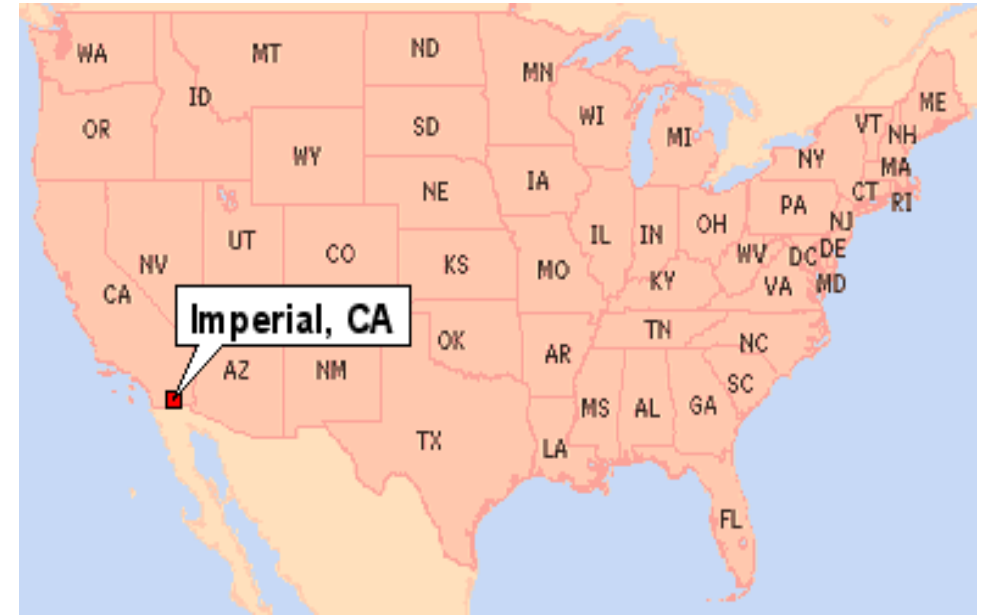 WA
MT
ND
MN
ME
ID
OR
SD
WI
MI
VT
NH
WY
NY
MA
NE
IA
CT
RI
PA
NJ
UT
CO
IL
IN
OH
WV
DC
DE
NV
KS
MO
KY
VA
MD
CA
Imperial, CA
OK
TN
NC
AZ
NM
AR
SC
MS
AL
GA
TX
LA
FL